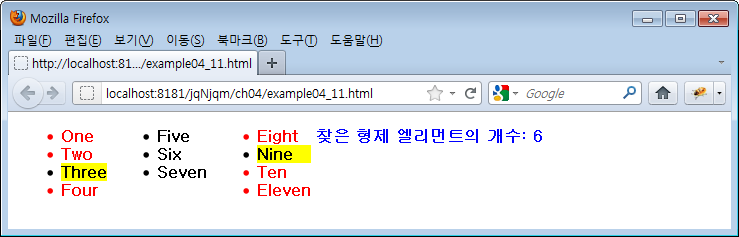 Mozilla Firefox
파일(F) 편집(E) 보기(V) 이동(S) 북마크(B) 도구(T) 도움말(H)
http://localhost:81.../example04_11.html
localhost:8181/jqNjqm/ch04/example04_11.html Google
One Five Eight 찾은 형제 엘리먼트의 개수: 6
Two Six Nine
Three Seven Ten
Four Eleven